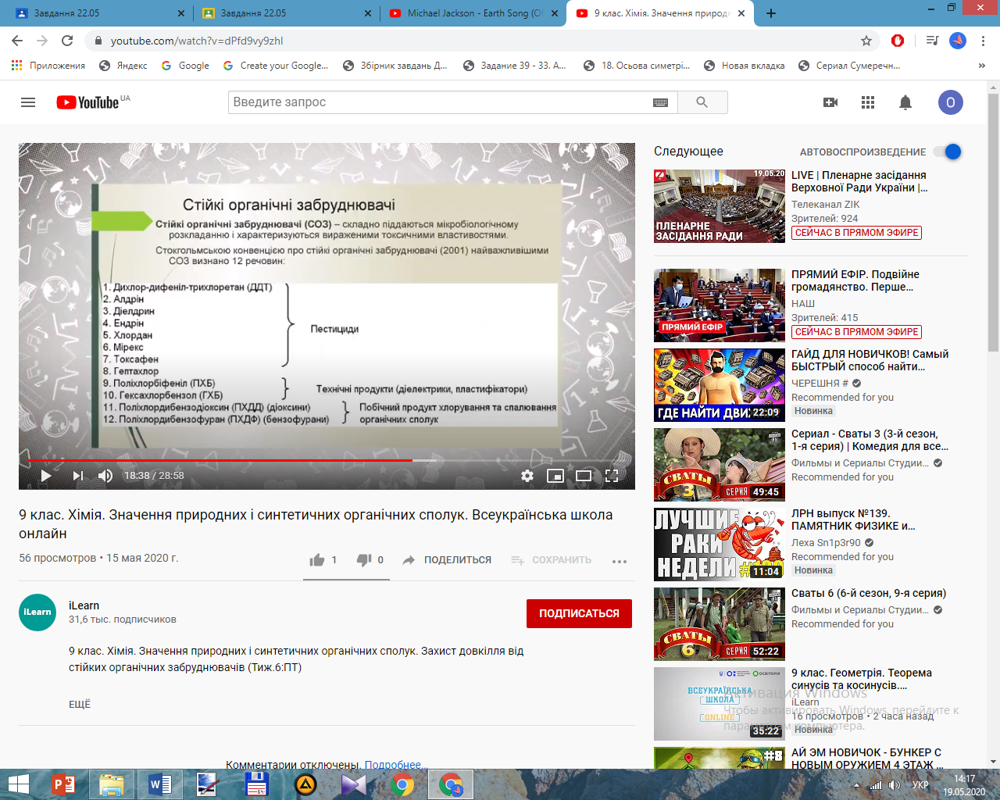 Завдання 22.05
Завдання 22.05
Michael Jackson - Earth Song (Of
9 клас. Хімія. Значення природн
youtube.com/watch?v=dPfd9vy9zhI
Приложения
Яндекс
Google
Create your Google...
Збірник завдань Д...
Задание 39 - 33. А...
18. Осьова симетрі...
Новая вкладка
Сериал Сумеречн...
»
YouTube UA
Введите запрос
O
Стійкі органічні забруднювачі
Стійкі органічні забруднювачі (СОЗ) – складно піддаються мікробіологічному
розкладанню і характеризуються вираженими токсичними властивостями.
Стокгольмською конвенцією про стійкі органічні забруднювачі (2001) найважливішими
СОЗ визнано 12 речовин:
1. Дихлор-дифеніл-трихлоретан (ДДТ)
2. Алдрін
3. Діелдрин
4. Ендрін
5. Хлордан
6. Мірекс
7. Токсафен
8. Гептахлор
Пестициди
9. Поліхлорбіфеніл (ПХБ)
10. Гексахлорбензол (ГХБ)
Технічні продукти (діелектрики, пластифікатори)
11. Поліхлордибензодіоксин (ПХДД) (діоксини)
12. Поліхлордибензофуран (ПХДФ) (бензофурани)
Побічний продукт хлорування та спалювання
органічних сполук
18:38 / 28:58
9 клас. Хімія. Значення природних і синтетичних органічних сполук. Всеукраїнська школа
онлайн
56 просмотров • 15 мая 2020 г.
1
0
ПОДЕЛИТЬСЯ
СОХРАНИТЬ
iLearn
iLearn
31,6 тыс. подписчиков
ПОДПИСАТЬСЯ
9 клас. Хімія. Значення природних і синтетичних органічних сполук. Захист довкілля від
стійких органічних забруднювачів (Тиж.6:ПТ)
ЕЩЁ
Комментарии отключены. Подробнее…
Следующее
АВТОВОСПРОИЗВЕДЕНИЕ
19.05.20
ПЛЕНАРНЕ
ЗАСІДАННЯ РАДИ
LIVE | Пленарне засідання
Верховної Ради України |...
Телеканал ZIK
Зрителей: 924
СЕЙЧАС В ПРЯМОМ ЭФИРЕ
ПРЯМИЙ ЕФІР
ПРЯМИЙ ЕФІР. Подвійне
громадянство. Перше...
НАШ
Зрителей: 415
СЕЙЧАС В ПРЯМОМ ЭФИРЕ
ГДЕ НАЙТИ ДВИ
22:09
ГАЙД ДЛЯ НОВИЧКОВ! Самый
БЫСТРЫЙ способ найти...
ЧЕРЕШНЯ #
Recommended for you
Новинка
СВАТЫ
3
СЕРИЯ
49:45
Сериал - Сваты 3 (3-й сезон,
1-я серия) | Комедия для все...
Фильмы и Сериалы Студии...
Recommended for you
ЛУЧШИЕ
РАКИ
НЕДЕЛИ
11:04
ЛРН выпуск №139.
ПАМЯТНИК ФИЗИКЕ и...
Леха Sn1p3r90
Recommended for you
Новинка
СВАТЫ
6
СЕРИЯ
52:22
Сваты 6 (6-й сезон, 9-я серия)
Фильмы и Сериалы Студии...
Recommended for you
ОСВІТОРІЯ
ВСЕУКРАЇНСЬКА
ШКОЛА
ONLINE
35:22
9 клас. Геометрія. Теорема
синусів та косинусів....
iLearn
16 просмотров • 2 часа назад
Новинка
Активация Windows
Чтобы активировать Windows, перейдите к
параметрам компьютера.
#8
АЙ ЭМ НОВИЧОК - БУНКЕР С
НОВЫМ ОРУЖИЕМ 4 ЭТАЖ ...
64
УКР
14:17
19.05.2020